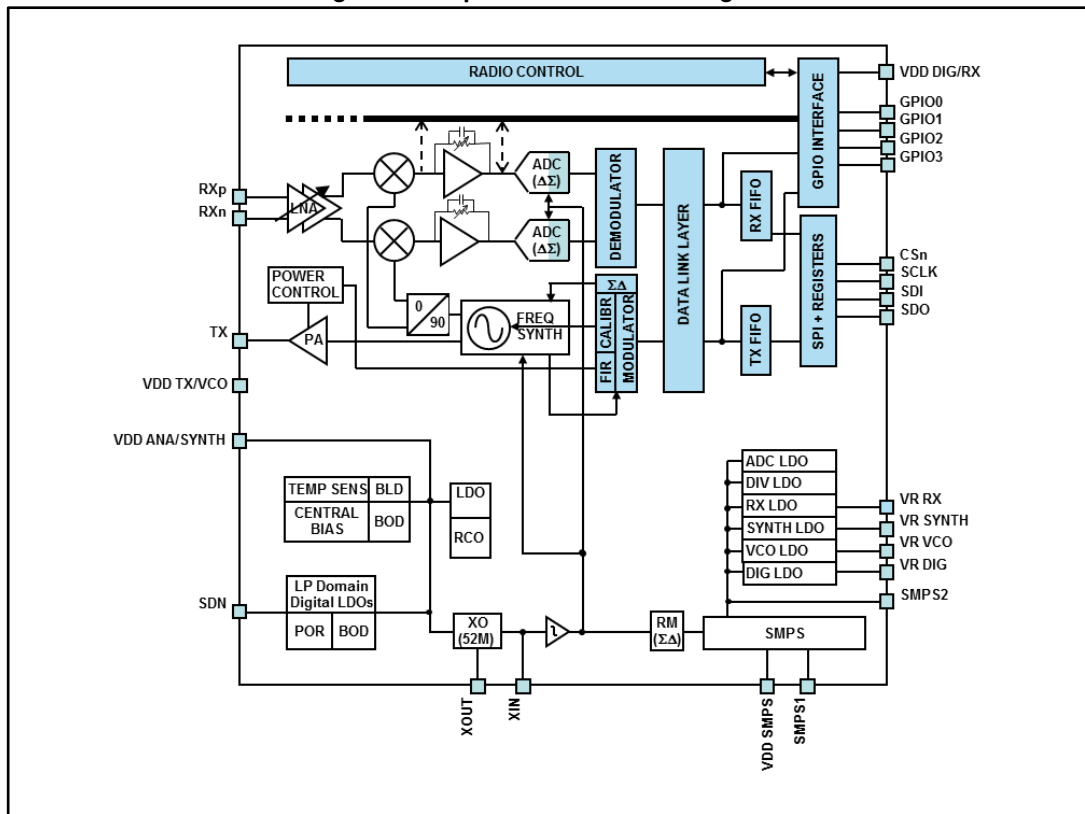 RADIO CONTROL
GPIO INTERFACE
VDD DIG/RX
GPIO0
GPIO1
GPIO2
GPIO3
RXp
RXn
LNA
ADC
(ΔΣ)
ADC
(ΔΣ)
DEMODULATOR
DATA LINK LAYER
RX FIFO
TX FIFO
SPI + REGISTERS
CSn
SCLK
SDI
SDO
POWER
CONTROL
TX
PA
0
90
FREQ
SYNTH
ΣΔ
CALIBR
FIR
MODULATOR
VDD TX/VCO
VDD ANA/SYNTH
TEMP SENS
BLD
CENTRAL
BIAS
BOD
LDO
RCO
ADC LDO
DIV LDO
RX LDO
SYNTH LDO
VCO LDO
DIG LDO
VR RX
VR SYNTH
VR VCO
VR DIG
SMPS2
SDN
LP Domain
Digital LDOs
POR
BOD
XO
(52M)
RM
(ΣΔ)
SMPS
XOUT
XIN
VDD SMPS
SMPS1